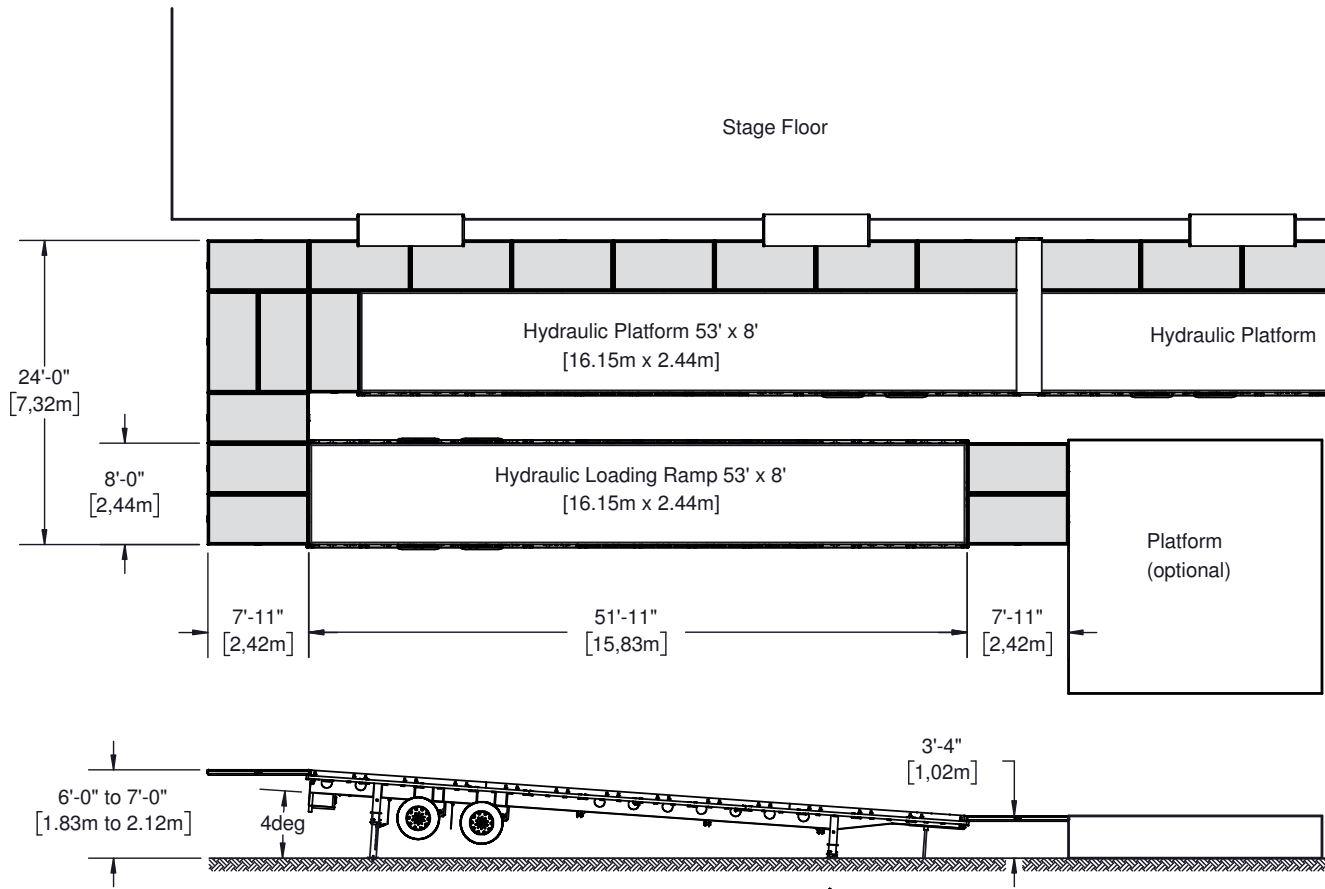 Stage Floor
Hydraulic Platform 53' x 8'
[16.15m x 2.44m]
Hydraulic Platform
24'-0"
[7,32m]
8'-0"
[2,44m]
Hydraulic Loading Ramp 53' x 8'
[16.15m x 2.44m]
Platform
(optional)
7'-11"
[2,42m]
51'-11"
[15,83m]
7'-11"
[2,42m]
3'-4"
[1,02m]
6'-0" to 7'-0"
[1.83m to 2.12m]
4deg